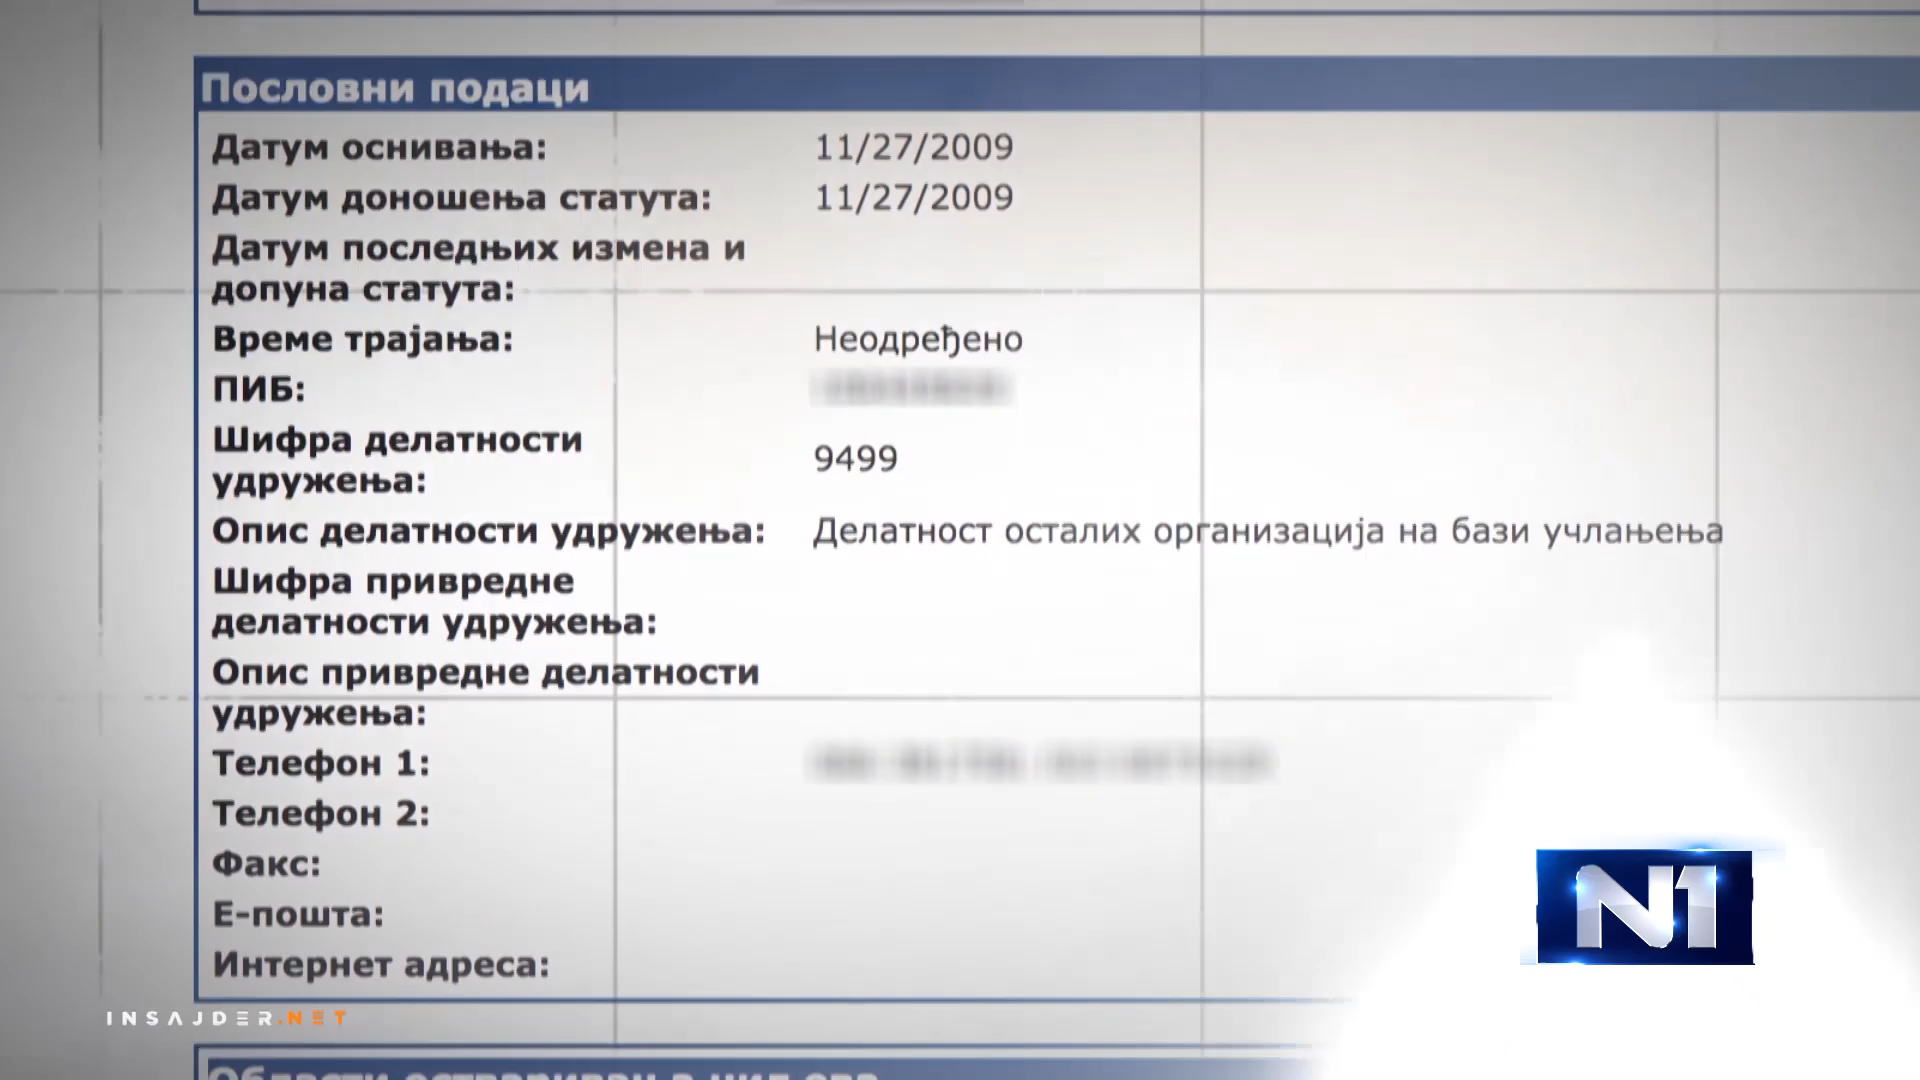 Пословни подаци
Датум оснивања: 11/27/2009
Датум доношења статута: 11/27/2009
Датум последњих измена и
допуна статута:
Време трајања: Неодређено
ПИБ:
Шифра делатности
удружења: 9499
Опис делатности удружења: Делатност осталих организација на бази учлањења
Шифра привредне
делатности удружења:
Опис привредне делатности
удружења:
Телефон 1:
Телефон 2:
Факс:
Е-пошта:
Интернет адреса:
N1
INSAJDER.NET